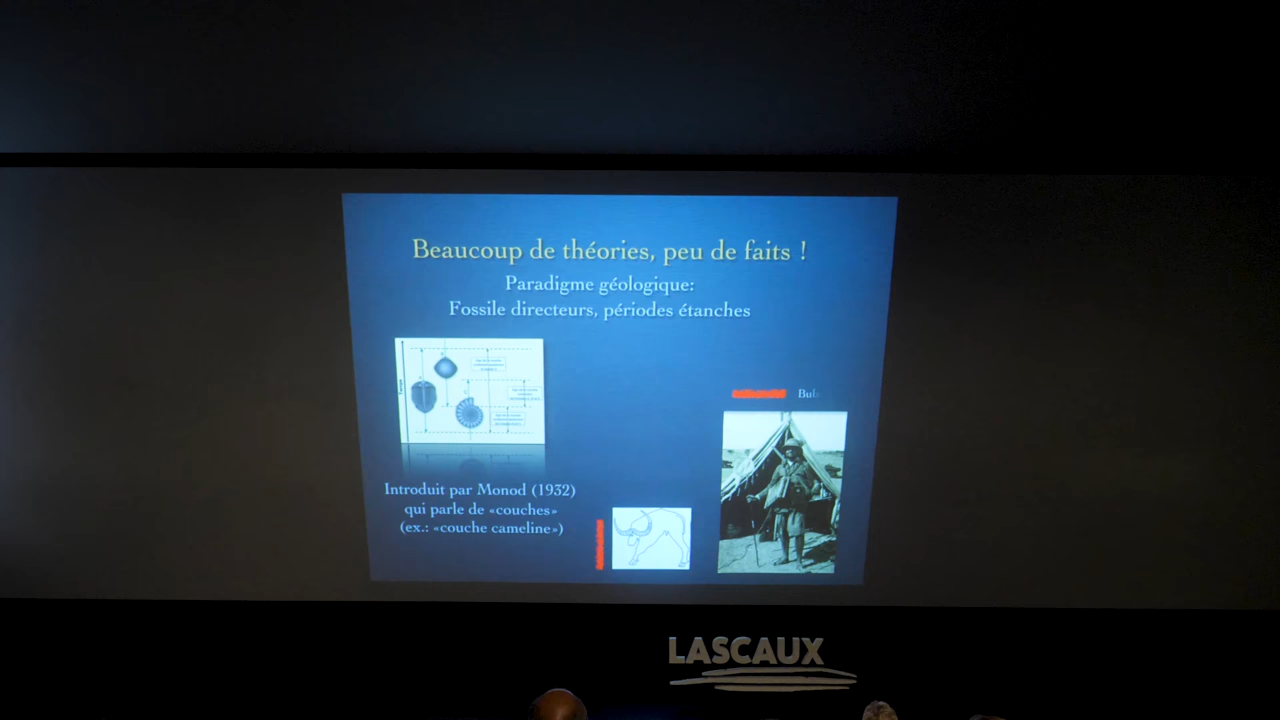 Beaucoup de théories, peu de faits !
Paradigme géologique:
Fossile directeurs, périodes étanches
Introduit par Monod (1932)
qui parle de «couches»
(ex.: «couche cameline»)
LASCAUX